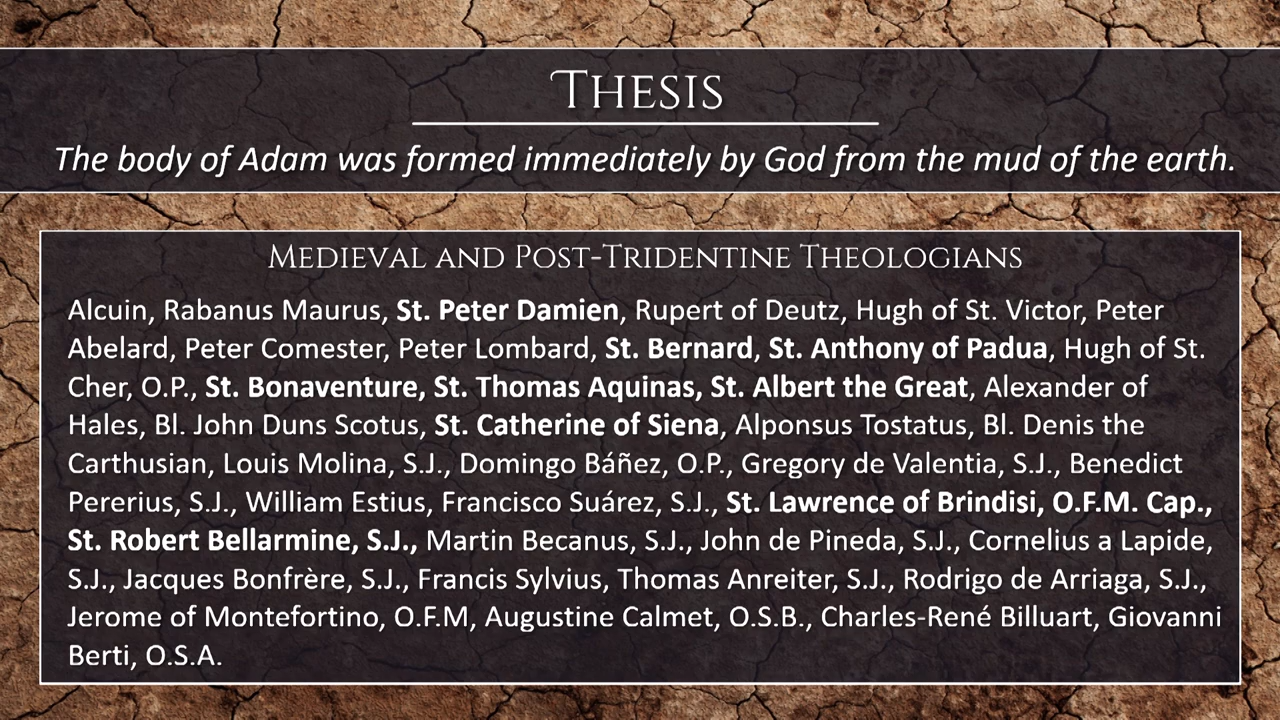 Thesis
The body of Adam was formed immediately by God from the mud of the earth.
Medieval and Post-Tridentine Theologians
Alcuin, Rabanus Maurus, St. Peter Damien, Rupert of Deutz, Hugh of St. Victor, Peter
Abelard, Peter Comester, Peter Lombard, St. Bernard, St. Anthony of Padua, Hugh of St.
Cher, O.P., St. Bonaventure, St. Thomas Aquinas, St. Albert the Great, Alexander of
Hales, Bl. John Duns Scotus, St. Catherine of Siena, Alponsus Tostatus, Bl. Denis the
Carthusian, Louis Molina, S.J., Domingo Báñez, O.P., Gregory de Valentia, S.J., Benedict
Pererius, S.J., William Estius, Francisco Suárez, S.J., St. Lawrence of Brindisi, O.F.M. Cap.,
St. Robert Bellarmine, S.J., Martin Becanus, S.J., John de Pineda, S.J., Cornelius a Lapide,
S.J., Jacques Bonfrère, S.J., Francis Sylvius, Thomas Anreiter, S.J., Rodrigo de Arriaga, S.J.,
Jerome of Montefortino, O.F.M, Augustine Calmet, O.S.B., Charles-René Billuart, Giovanni
Berti, O.S.A.